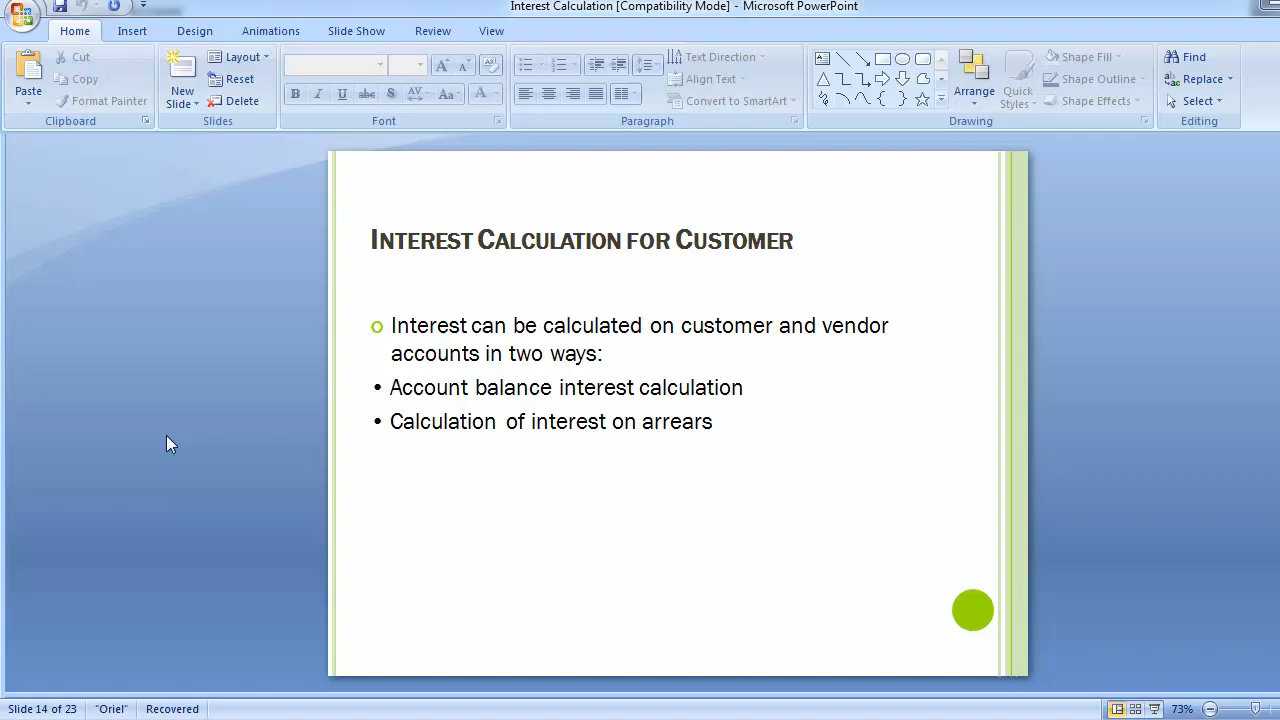 Interest Calculation [Compatibility Mode] - Microsoft PowerPoint
Home Insert Design Animations Slide Show Review View
Cut
Copy
Format Painter
Paste
Clipboard
New Slide
Layout
Reset
Delete
Slides
B I U abc S AV Aa A
Font
Text Direction
Align Text
Convert to SmartArt
Paragraph
Arrange
Quick Styles
Shape Fill
Shape Outline
Shape Effects
Drawing
Find
Replace
Select
Editing
INTEREST CALCULATION FOR CUSTOMER
Interest can be calculated on customer and vendor
accounts in two ways:
• Account balance interest calculation
• Calculation of interest on arrears
Slide 14 of 23 "Oriel" Recovered 73%